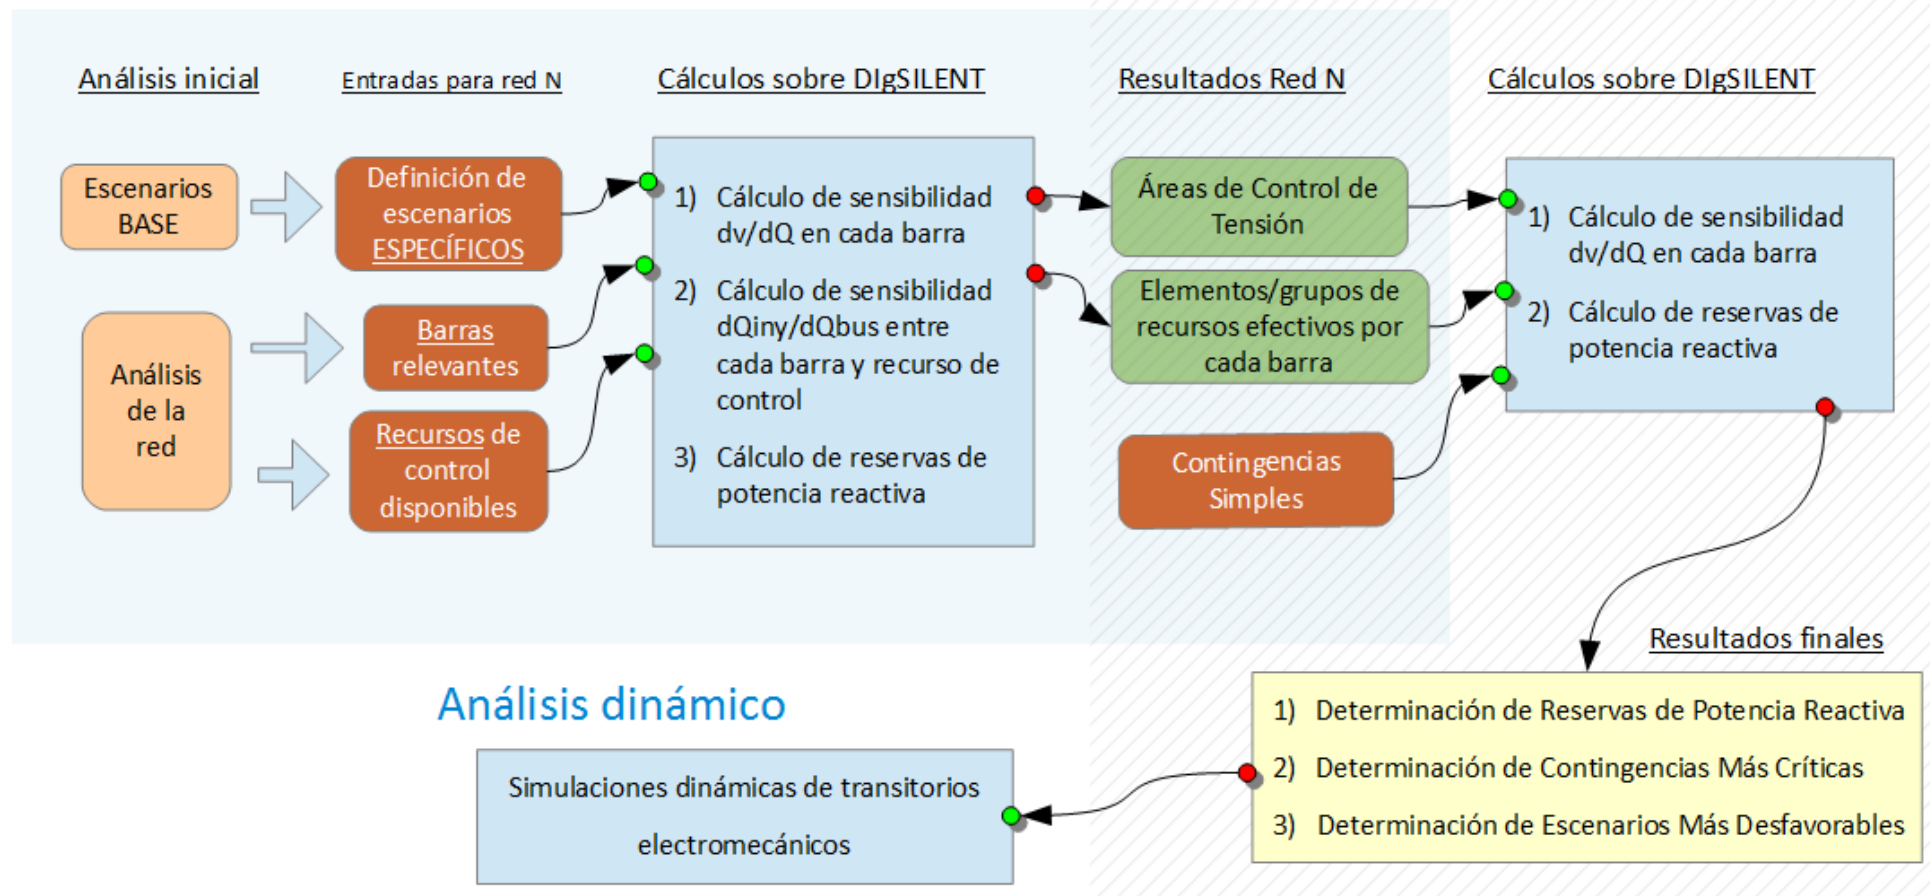 Análisis inicial
Entradas para red N
Cálculos sobre DIgSILENT
Resultados Red N
Cálculos sobre DIgSILENT
Escenarios
BASE
Análisis
de la
red
Definición de
escenarios
ESPECÍFICOS
Barras
relevantes
Recursos de
control
disponibles
1) Cálculo de sensibilidad
dv/dQ en cada barra
2) Cálculo de sensibilidad
dQiny/dQbus entre
cada barra y recurso de
control
3) Cálculo de reservas de
potencia reactiva
Áreas de Control de
Tensión
Elementos/grupos de
recursos efectivos por
cada barra
Contingencias
Simples
1) Cálculo de sensibilidad
dv/dQ en cada barra
2) Cálculo de reservas de
potencia reactiva
Resultados finales
1) Determinación de Reservas de Potencia Reactiva
2) Determinación de Contingencias Más Críticas
3) Determinación de Escenarios Más Desfavorables
Análisis dinámico
Simulaciones dinámicas de transitorios
electromecánicos